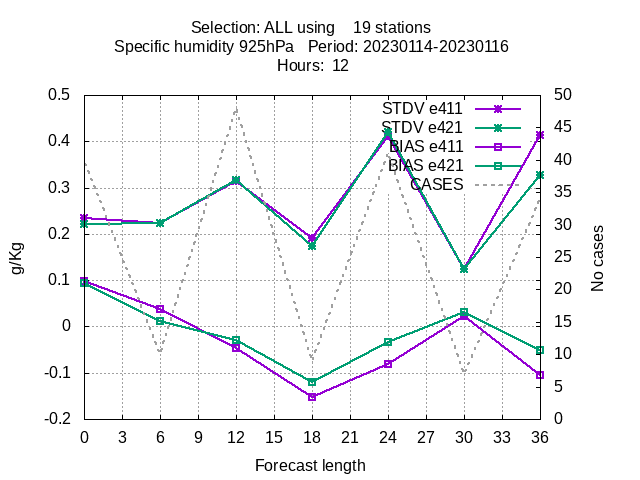 Selection: ALL using    19 stations
Specific humidity 925hPa   Period: 20230114-20230116
Hours:  12
STDV e411
STDV e421
BIAS e411
BIAS e421
CASES
0.5
0.4
0.3
0.2
0.1
0
-0.1
-0.2
g/Kg
50
45
40
35
30
25
20
15
10
5
0
No cases
0 3 6 9 12 15 18 21 24 27 30 33 36
Forecast length